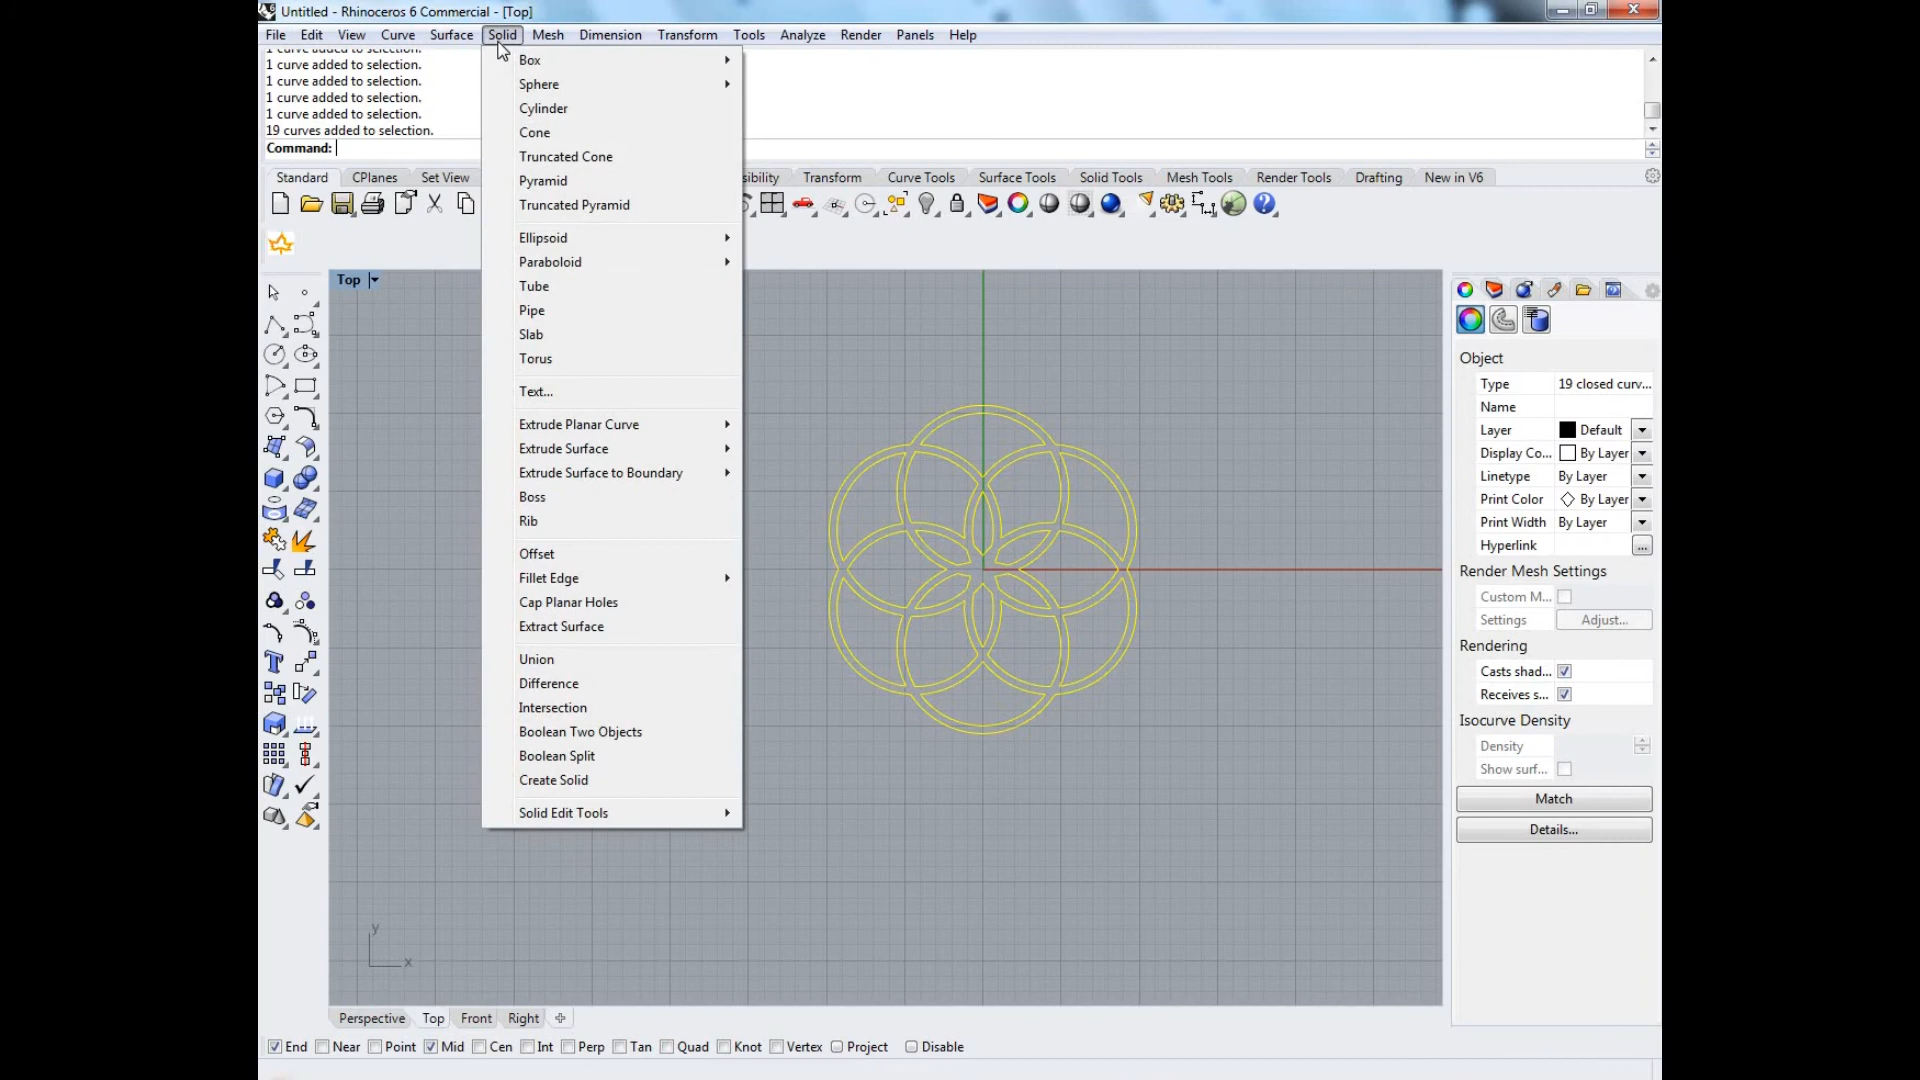 Untitled - Rhinoceros 6 Commercial - [Top]
File Edit View Curve Surface Solid Mesh Dimension Transform Tools Analyze Render Panels Help
1 curve added to selection.
1 curve added to selection.
1 curve added to selection.
1 curve added to selection.
1 curve added to selection.
19 curves added to selection.
Command:
Standard CPlanes Set View Transform Curve Tools Surface Tools Solid Tools Mesh Tools Render Tools Drafting New in V6
Box
Sphere
Cylinder
Cone
Truncated Cone
Pyramid
Truncated Pyramid
Ellipsoid
Paraboloid
Tube
Pipe
Slab
Torus
Text...
Extrude Planar Curve
Extrude Surface
Extrude Surface to Boundary
Boss
Rib
Offset
Fillet Edge
Cap Planar Holes
Extract Surface
Union
Difference
Intersection
Boolean Two Objects
Boolean Split
Create Solid
Solid Edit Tools
Top
y
x
Object
Type 19 closed curv...
Name
Layer Default
Display Co... By Layer
Linetype By Layer
Print Color By Layer
Print Width By Layer
Hyperlink ...
Render Mesh Settings
Custom M...
Settings Adjust...
Rendering
Casts shad...
Receives s...
Isocurve Density
Density
Show surf...
Match
Details...
Perspective Top Front Right
End Near Point Mid Cen Int Perp Tan Quad Knot Vertex Project Disable